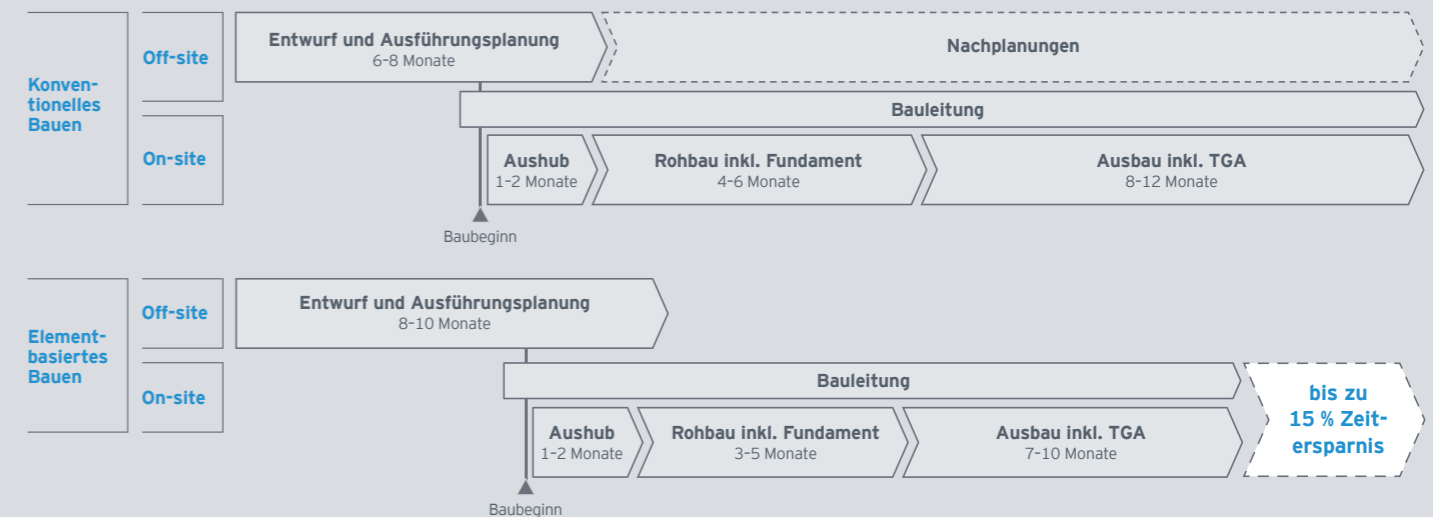 Konven-
tionelles
Bauen
Off-site
Entwurf und Ausführungsplanung
6–8 Monate
Nachplanungen
Bauleitung
On-site
Aushub
1–2 Monate
Rohbau inkl. Fundament
4–6 Monate
Ausbau inkl. TGA
8–12 Monate
Baubeginn
Element-
basiertes
Bauen
Off-site
Entwurf und Ausführungsplanung
8–10 Monate
Bauleitung
On-site
Aushub
1–2 Monate
Rohbau inkl. Fundament
3–5 Monate
Ausbau inkl. TGA
7–10 Monate
bis zu
15 % Zeit-
ersparnis
Baubeginn